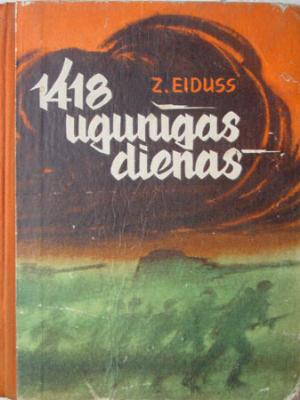 Z. EIDUSS
1418
ugunīgas
dienas